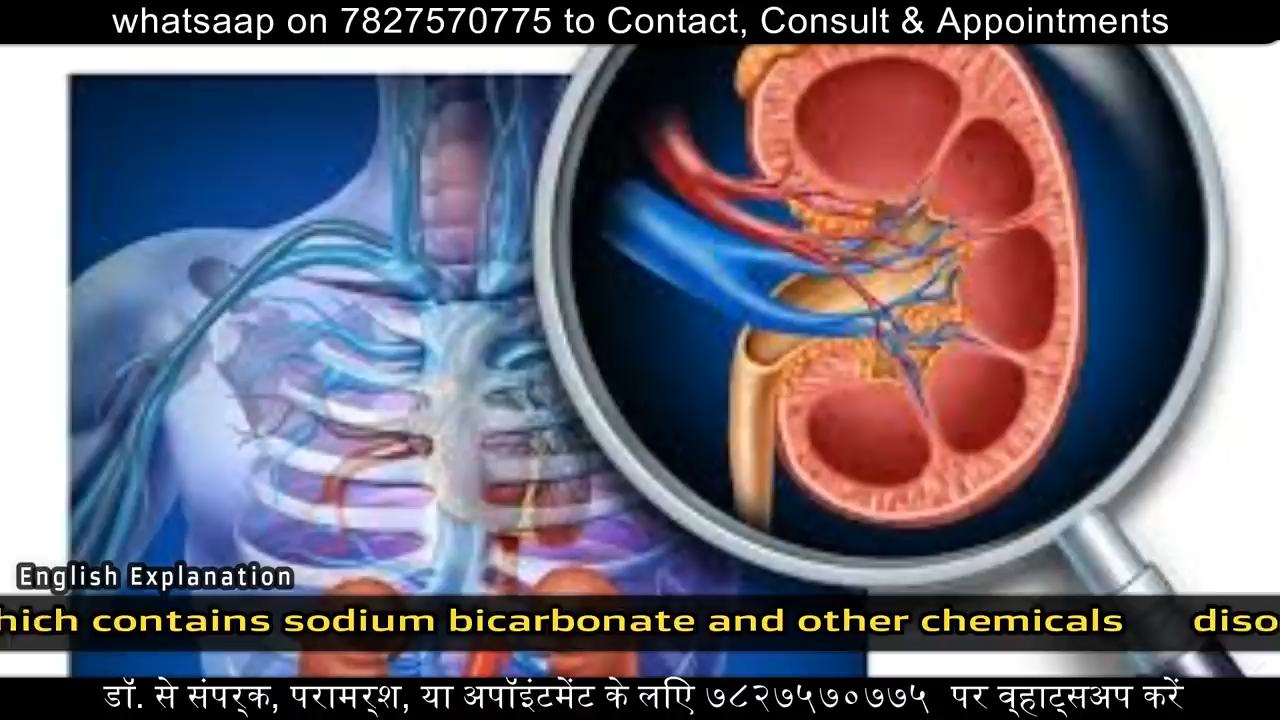 whatsaap on 7827570775 to Contact, Consult & Appointments
English Explanation
hich contains sodium bicarbonate and other chemicals diso
डॉ. से संपर्क, परामर्श, या अपॉइंटमेंट के लिए ७८२७५७०७७५ पर व्हाट्सअप करें